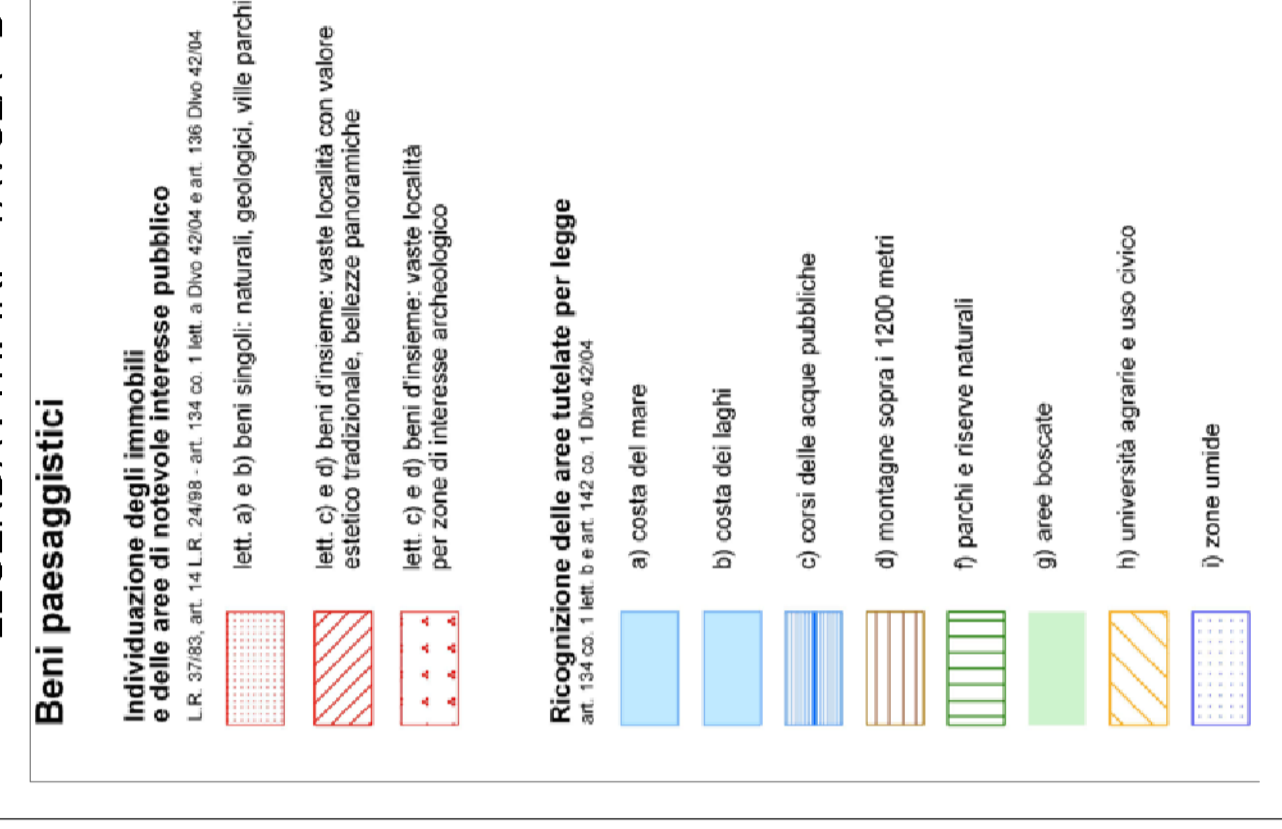 Beni paesaggistici
Individuazione degli immobili
e delle aree di notevole interesse pubblico
L.R. 37/83, art. 14 L.R. 24/98 - art. 134 co. 1 lett. a Dlvo 42/04 e art. 136 Dlvo 42/04
lett. a) e b) beni singoli: naturali, geologici, ville parchi
lett. c) e d) beni d'insieme: vaste località con valore
estetico tradizionale, bellezze panoramiche
lett. c) e d) beni d'insieme: vaste località
per zone di interesse archeologico
Ricognizione delle aree tutelate per legge
art. 134 co. 1 lett. b e art. 142 co. 1 Dlvo 42/04
a) costa del mare
b) costa dei laghi
c) corsi delle acque pubbliche
d) montagne sopra i 1200 metri
f) parchi e riserve naturali
g) aree boscate
h) università agrarie e uso civico
i) zone umide